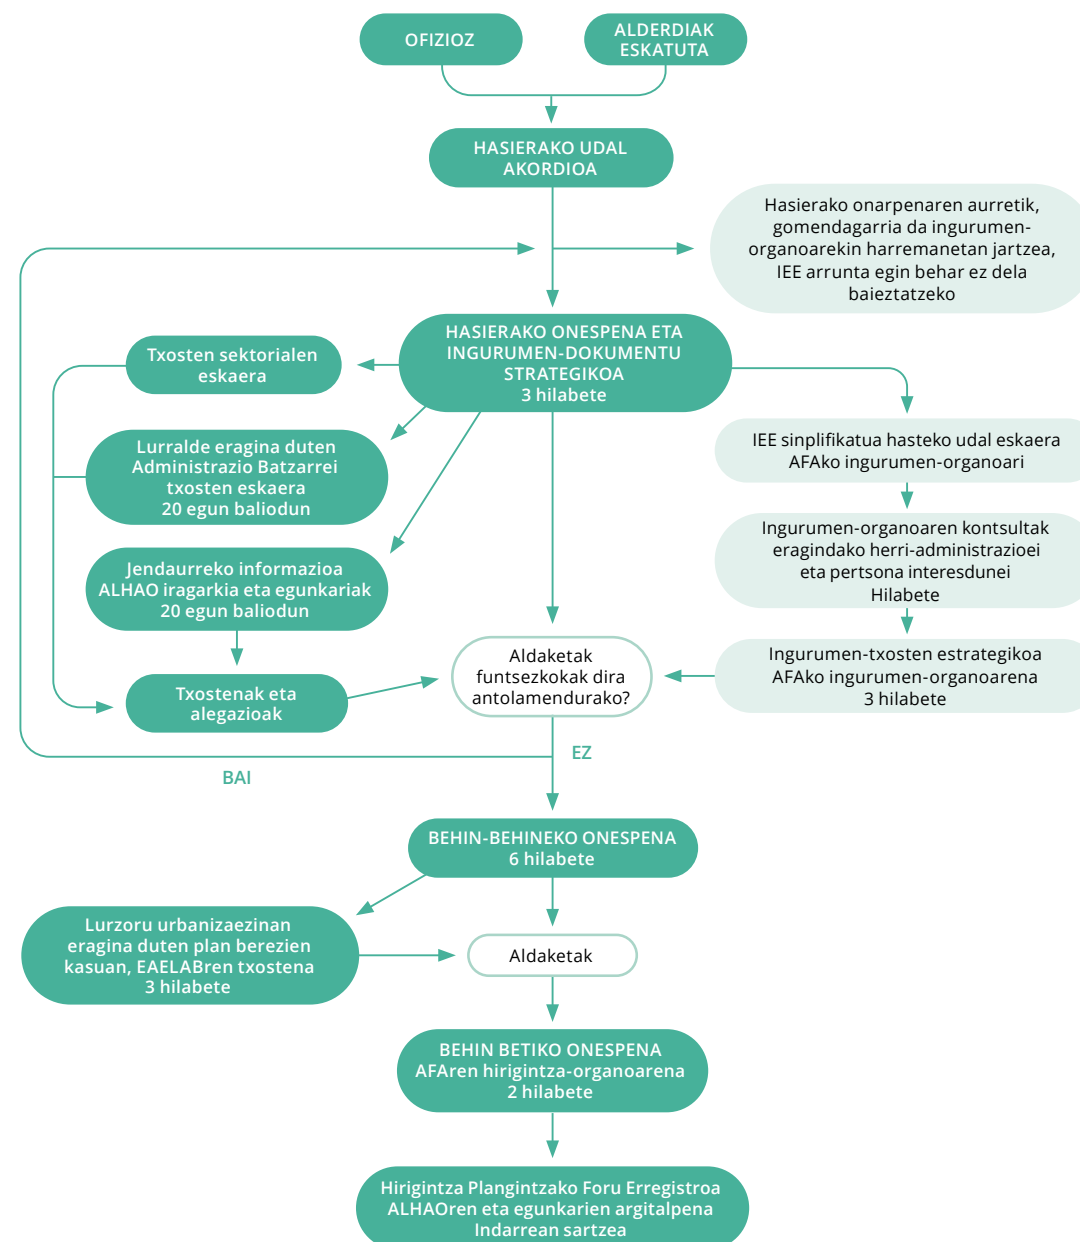 OFIZIOZ
ALDERDIAK
ESKATUTA
HASIERAKO UDAL
AKORDIOA
Hasierako onarpenaren aurretik,
gomendagarria da ingurumen-
organoarekin harremanetan jartzea,
IEE arrunta egin behar ez dela
baieztatzeko
HASIERAKO ONESPENA ETA
INGURUMEN-DOKUMENTU
STRATEGIKOA
3 hilabete
Txosten sektorialen
eskaera
Lurralde eragina duten
Administrazio Batzarrei
txosten eskaera
20 egun baliodun
Jendaurreko informazioa
ALHAO iragarkia eta egunkariak
20 egun baliodun
Txostenak eta
alegazioak
IEE sinplifikatua hasteko udal eskaera
AFAko ingurumen-organoari
Ingurumen-organoaren kontsultak
eragindako herri-administrazioei
eta pertsona interesdunei
Hilabete
Ingurumen-txosten estrategikoa
AFAko ingurumen-organoarena
3 hilabete
Aldaketak
funtsezkokak dira
antolamendurako?
EZ
BAI
BEHIN-BEHINEKO ONESPENA
6 hilabete
Lurzoru urbanizaezinan
eragina duten plan berezien
kasuan, EAELABren txostena
3 hilabete
Aldaketak
BEHIN BETIKO ONESPENA
AFAren hirigintza-organoarena
2 hilabete
Hirigintza Plangintzako Foru Erregistroa
ALHAOren eta egunkarien argitalpena
Indarrean sartzea